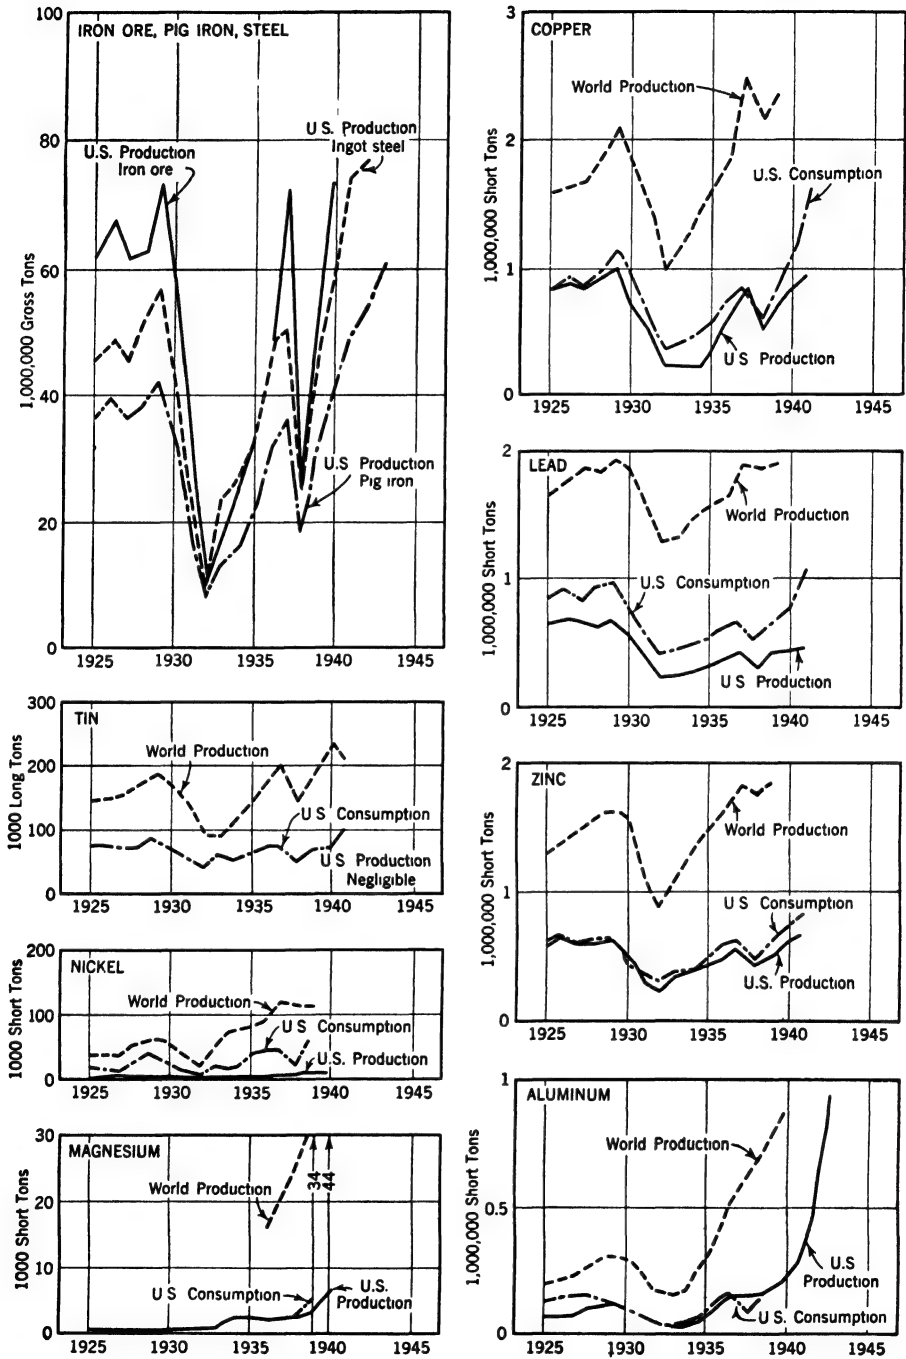 IRON ORE, PIG IRON, STEEL
100
80
60
40
20
0
1,000,000 Gross Tons
U.S. Production
Iron ore
U.S. Production
Ingot steel
U.S Production
Pig iron
1925 1930 1935 1940 1945
COPPER
3
2
1
0
1,000,000 Short Tons
World Production
U.S. Consumption
U S Production
1925 1930 1935 1940 1945
LEAD
2
1
0
1,000,000 Short Tons
World Production
U.S Consumption
U S Production
1925 1930 1935 1940 1945
TIN
300
200
100
0
1000 Long Tons
World Production
U S Consumption
U S Production
Negligible
1925 1930 1935 1940 1945
ZINC
2
1
0
1,000,000 Short Tons
World Production
U S Consumption
U.S. Production
1925 1930 1935 1940 1945
NICKEL
200
100
0
1000 Short Tons
World Production
U S Consumption
U.S. Production
1925 1930 1935 1940 1945
MAGNESIUM
30
20
10
0
1000 Short Tons
World Production
34
44
U S Consumption
U.S.
Production
1925 1930 1935 1940 1945
ALUMINUM
1
0.5
0
1,000,000 Short Tons
World Production
U.S
Production
U S. Consumption
1925 1930 1935 1940 1945